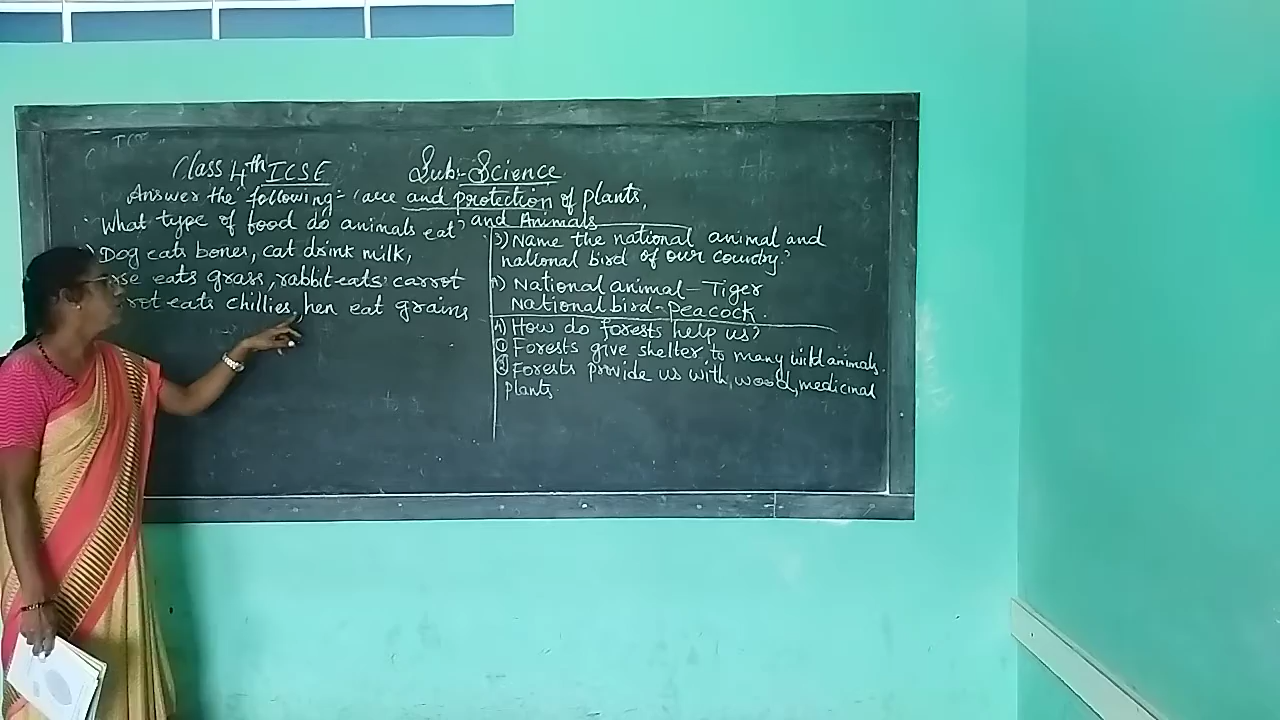 Class 4th ICSE Sub:- Science
Answer the following:- Care and protection of plants,
and Animals
What type of food do animals eat?
Dog eats bones, cat drink milk,
eats grass, rabbit eats carrot
eats chillies, hen eat grains
3) Name the national animal and
national bird of our country?
A) National animal - Tiger
National bird - peacock.
4) How do forests help us?
① Forests give shelter to many wild animals.
② Forests provide us with, wood, medicinal
plants.